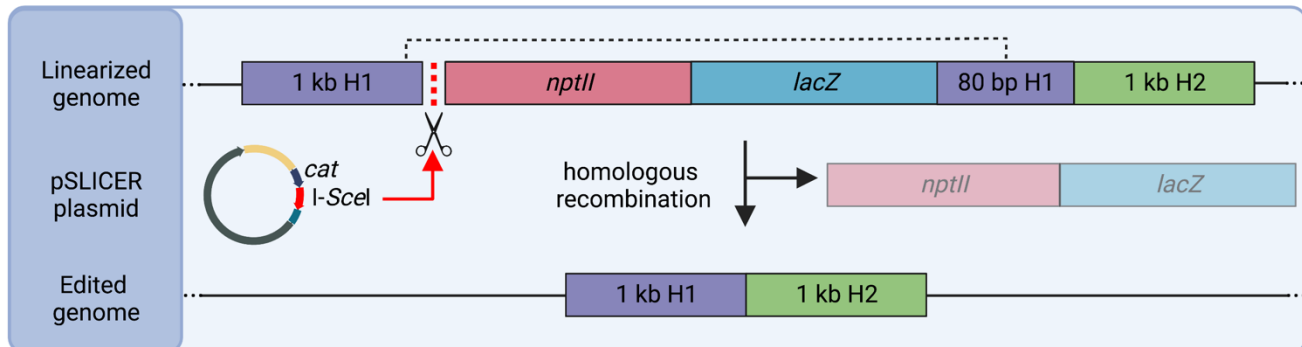 Linearized
genome
1 kb H1
nptII
lacZ
80 bp H1
1 kb H2
pSLICER
plasmid
cat
I-SceI
homologous
recombination
nptII
lacZ
Edited
genome
1 kb H1
1 kb H2